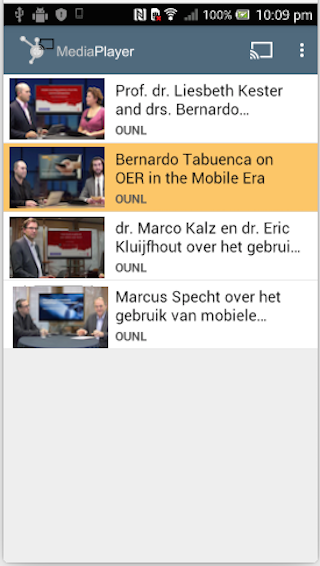 100% 10:09 pm
MediaPlayer
Prof. dr. Liesbeth Kester
and drs. Bernardo...
OUNL
Bernardo Tabuenca on
OER in the Mobile Era
OUNL
dr. Marco Kalz en dr. Eric
Kluijfhout over het gebrui...
OUNL
Marcus Specht over het
gebruik van mobiele...
OUNL